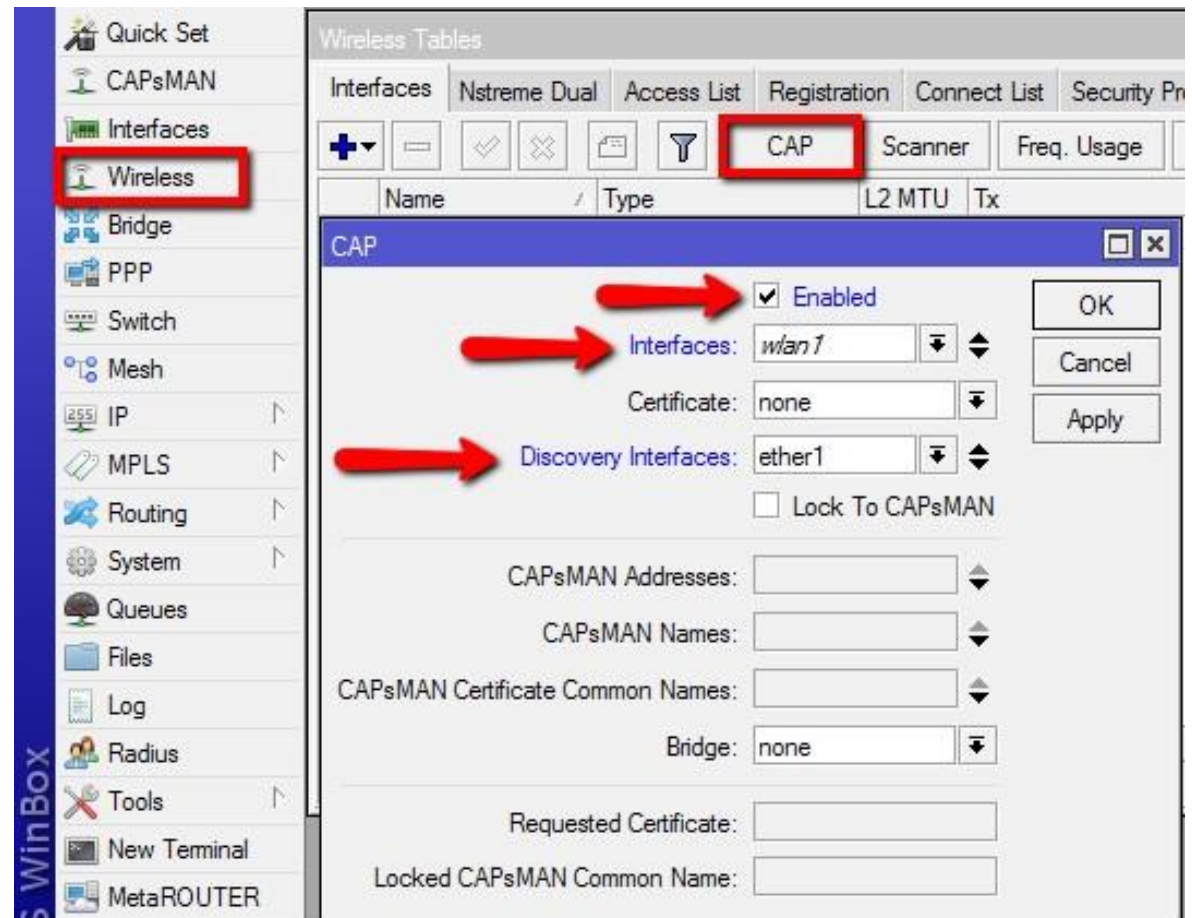 Quick Set
CAPsMAN
Interfaces
Wireless
Bridge
PPP
Switch
Mesh
255 IP
MPLS
Routing
System
Queues
Files
Log
Radius
Tools
New Terminal
MetaROUTER
WinBox
Wireless Tables
Interfaces Nstreme Dual Access List Registration Connect List Security
CAP Scanner Freq. Usage
Name / Type L2 MTU Tx
CAP
Enabled
Interfaces: wlan1
Certificate: none
Discovery Interfaces: ether1
Lock To CAPsMAN
CAPsMAN Addresses:
CAPsMAN Names:
CAPsMAN Certificate Common Names:
Bridge: none
Requested Certificate:
Locked CAPsMAN Common Name:
OK
Cancel
Apply